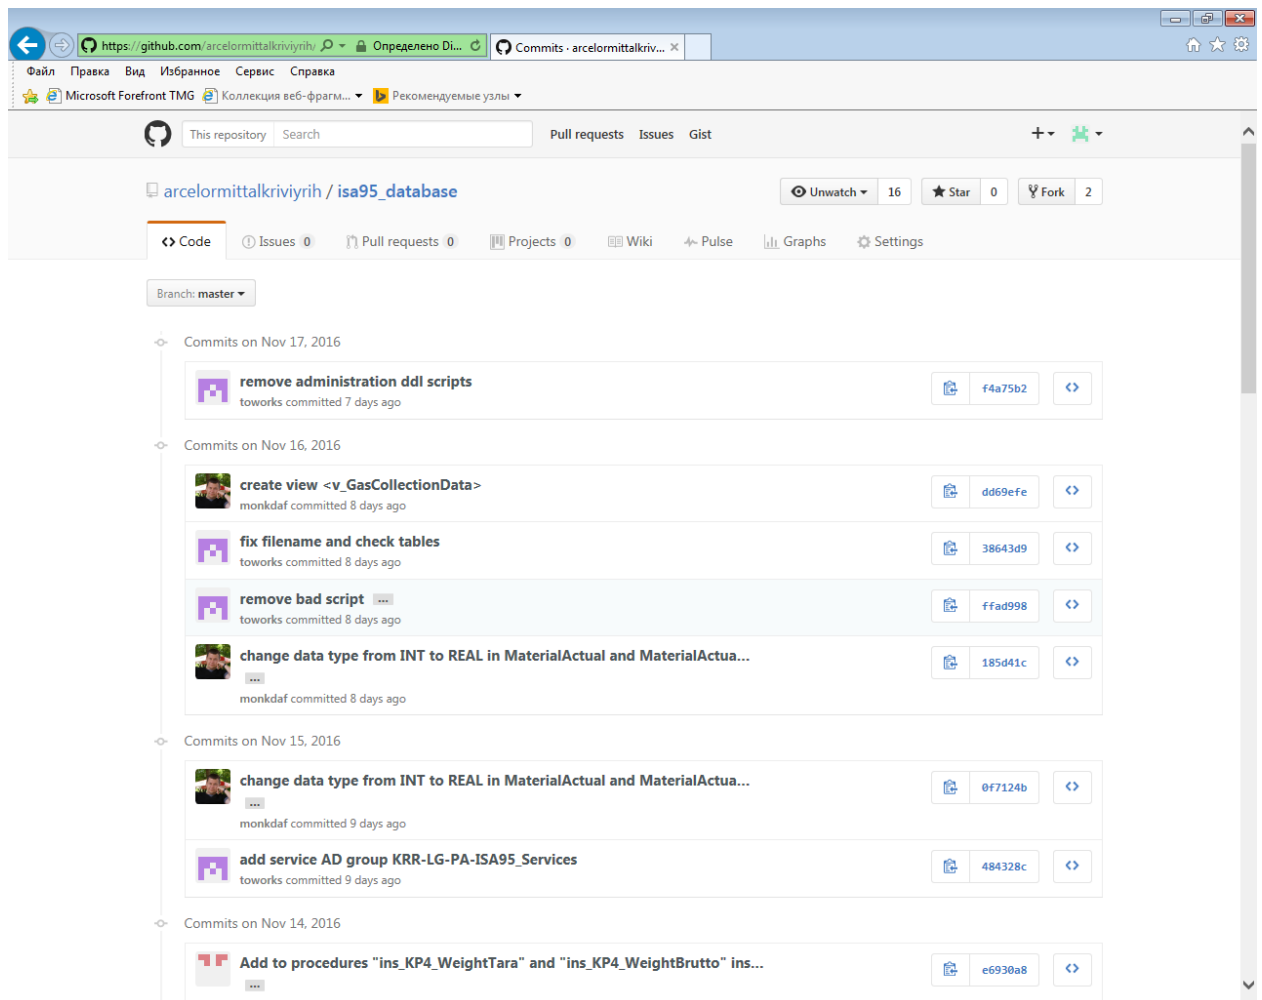 https://github.com/arcelormittalkriviyrih/
Определено Di...
Commits · arcelormittalkriv...
Файл Правка Вид Избранное Сервис Справка
Microsoft Forefront TMG Коллекция веб-фрагм... Рекомендуемые узлы
This repository Search Pull requests Issues Gist
arcelormittalkriviyrih / isa95_database
Unwatch 16 Star 0 Fork 2
Code Issues 0 Pull requests 0 Projects 0 Wiki Pulse Graphs Settings
Branch: master
Commits on Nov 17, 2016
remove administration ddl scripts
toworks committed 7 days ago
f4a75b2
Commits on Nov 16, 2016
create view <v_GasCollectionData>
monkdaf committed 8 days ago
dd69efe
fix filename and check tables
toworks committed 8 days ago
38643d9
remove bad script ...
toworks committed 8 days ago
ffad998
change data type from INT to REAL in MaterialActual and MaterialActua...
...
monkdaf committed 8 days ago
185d41c
Commits on Nov 15, 2016
change data type from INT to REAL in MaterialActual and MaterialActua...
...
monkdaf committed 9 days ago
0f7124b
add service AD group KRR-LG-PA-ISA95_Services
toworks committed 9 days ago
484328c
Commits on Nov 14, 2016
Add to procedures "ins_KP4_WeightTara" and "ins_KP4_WeightBrutto" ins...
...
e6930a8